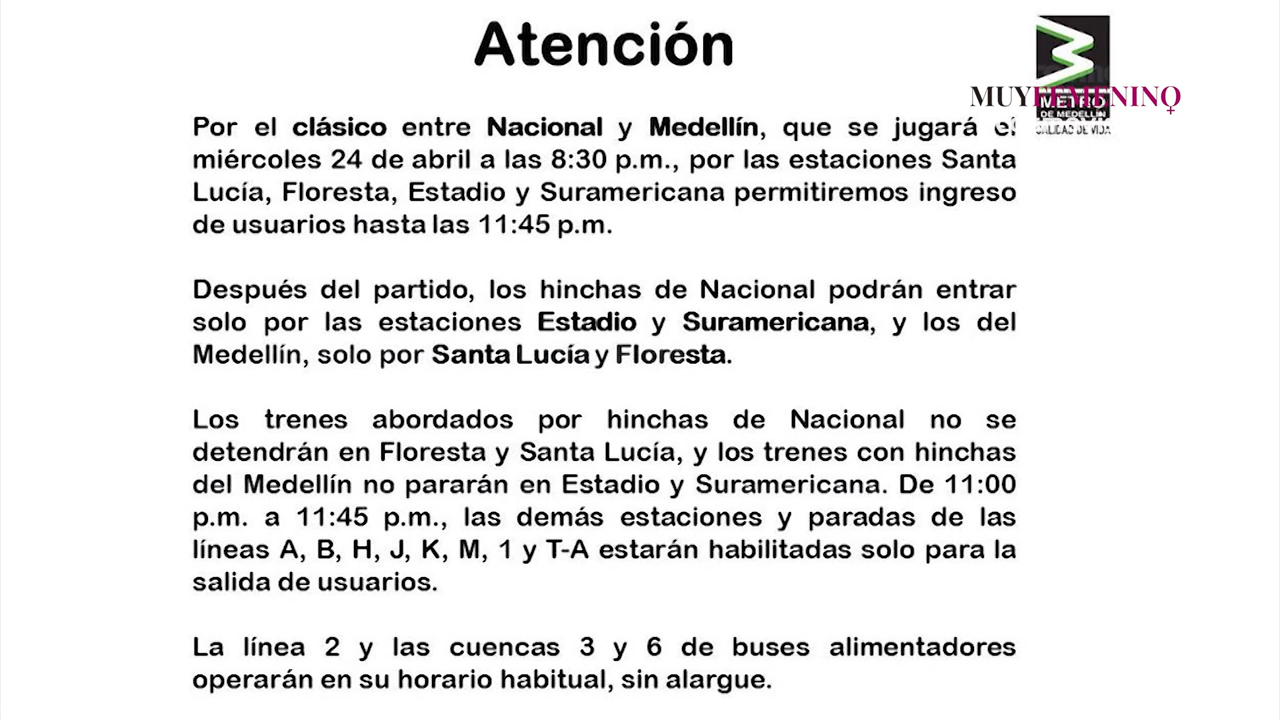 Atención
MUYFEMENINO
METRO
DE MEDELLÍN
CALIDAD DE VIDA
Por el clásico entre Nacional y Medellín, que se jugará el
miércoles 24 de abril a las 8:30 p.m., por las estaciones Santa
Lucía, Floresta, Estadio y Suramericana permitiremos ingreso
de usuarios hasta las 11:45 p.m.
Después del partido, los hinchas de Nacional podrán entrar
solo por las estaciones Estadio y Suramericana, y los del
Medellín, solo por Santa Lucía y Floresta.
Los trenes abordados por hinchas de Nacional no se
detendrán en Floresta y Santa Lucía, y los trenes con hinchas
del Medellín no pararán en Estadio y Suramericana. De 11:00
p.m. a 11:45 p.m., las demás estaciones y paradas de las
líneas A, B, H, J, K, M, 1 y T-A estarán habilitadas solo para la
salida de usuarios.
La línea 2 y las cuencas 3 y 6 de buses alimentadores
operarán en su horario habitual, sin alargue.